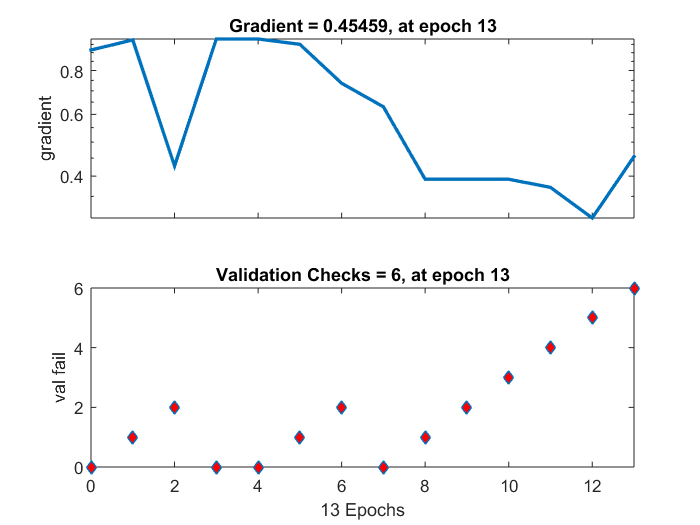 Gradient = 0.45459, at epoch 13
0.8
0.6
0.4
gradient
Validation Checks = 6, at epoch 13
6
4
2
0
val fail
0 2 4 6 8 10 12
13 Epochs